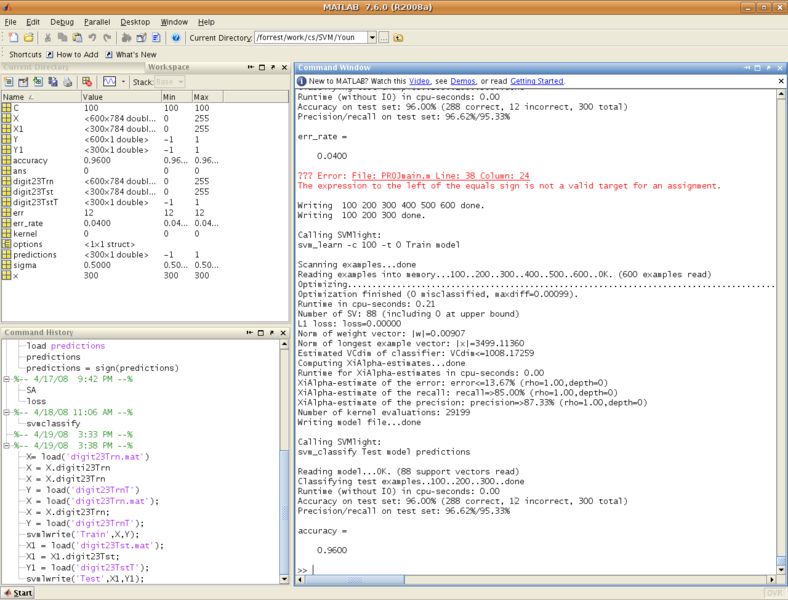 MATLAB 7.6.0 (R2008a)
File Edit Debug Parallel Desktop Window Help
Current Directory: /forrest/work/cs/SVM/Youn
Shortcuts How to Add What's New
Current Directory Workspace
Stack: Base
Name Value Min Max
C 100 100 100
X <600x784 doubl... 0 255
X1 <300x784 doubl... 0 255
Y <600x1 double> -1 1
Y1 <300x1 double> -1 1
accuracy 0.9600 0.96... 0.96...
ans 0 0 0
digit23Trn <600x784 doubl... 0 255
digit23Tst <300x784 doubl... 0 255
digit23TstT <300x1 double> -1 1
err 12 12 12
err_rate 0.0400 0.04... 0.04...
kernel 0 0 0
options <1x1 struct>
predictions <300x1 double> -1 1
sigma 0.5000 0.50... 0.50...
x 300 300 300
Command History
load predictions
predictions
predictions = sign(predictions)
%-- 4/17/08 9:42 PM --%
SA
loss
%-- 4/18/08 11:06 AM --%
svmclassify
%-- 4/19/08 3:33 PM --%
%-- 4/19/08 3:38 PM --%
X= load('digit23Trn.mat')
X = X.digiti23Trn
X = X.digit23Trn
Y = load('digit23TrnT')
X = load('digit23Trn.mat');
X = X.digit23Trn;
Y = load('digit23TrnT');
svmlwrite('Train',X,Y);
X1 = load('digit23Tst.mat');
X1 = X1.digit23Tst;
Y1 = load('digit23TstT');
svmlwrite('Test',X1,Y1);
Command Window
New to MATLAB? Watch this Video, see Demos, or read Getting Started.
Runtime (without IO) in cpu-seconds: 0.00
Accuracy on test set: 96.00% (288 correct, 12 incorrect, 300 total)
Precision/recall on test set: 96.62%/95.33%
err_rate =
0.0400
??? Error: File: PROJmain.m Line: 38 Column: 24
The expression to the left of the equals sign is not a valid target for an assignment.
Writing 100 200 300 400 500 600 done.
Writing 100 200 300 done.
Calling SVMlight:
svm_learn -c 100 -t 0 Train model
Scanning examples...done
Reading examples into memory...100..200..300..400..500..600..OK. (600 examples read)
Optimizing....................................................................................
Optimization finished (0 misclassified, maxdiff=0.00099).
Runtime in cpu-seconds: 0.21
Number of SV: 88 (including 0 at upper bound)
L1 loss: loss=0.00000
Norm of weight vector: |w|=0.00907
Norm of longest example vector: |x|=3499.11360
Estimated VCdim of classifier: VCdim<=1008.17259
Computing XiAlpha-estimates...done
Runtime for XiAlpha-estimates in cpu-seconds: 0.00
XiAlpha-estimate of the error: error<=13.67% (rho=1.00,depth=0)
XiAlpha-estimate of the recall: recall=>85.00% (rho=1.00,depth=0)
XiAlpha-estimate of the precision: precision=>87.33% (rho=1.00,depth=0)
Number of kernel evaluations: 29199
Writing model file...done
Calling SVMlight:
svm_classify Test model predictions
Reading model...OK. (88 support vectors read)
Classifying test examples..100..200..300..done
Runtime (without IO) in cpu-seconds: 0.00
Accuracy on test set: 96.00% (288 correct, 12 incorrect, 300 total)
Precision/recall on test set: 96.62%/95.33%
accuracy =
0.9600
>>
Start
OVR